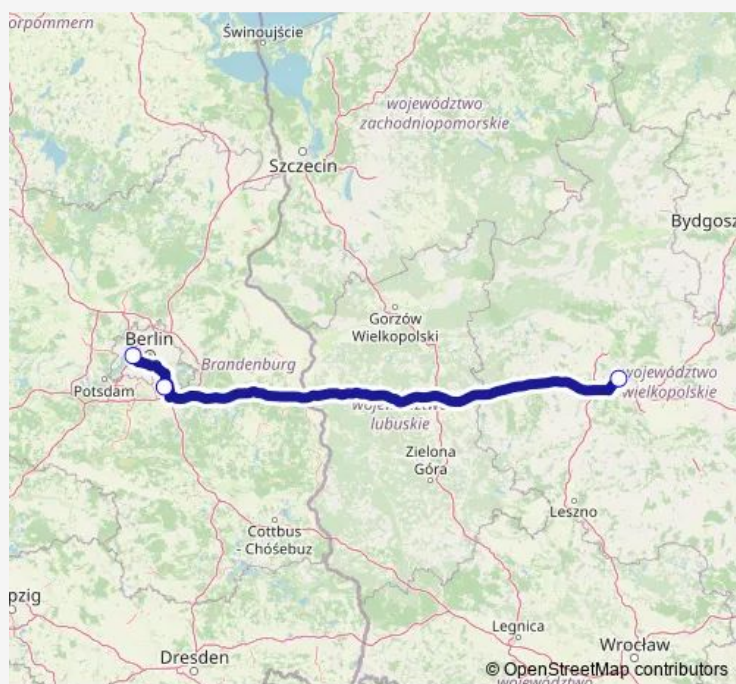 orpommern
Świnoujście
województwo
zachodniopomorskie
Szczecin
Bydgosz
Gorzów
Wielkopolski
Berlin
Brandenburg
Potsdam
województwo
wielkopolskie
lubuskie
Zielona
Góra
Leszno
Cottbus
- Chóśebuz
pzig
Legnica
Wrocław
Dresden
© OpenStreetMap contributors